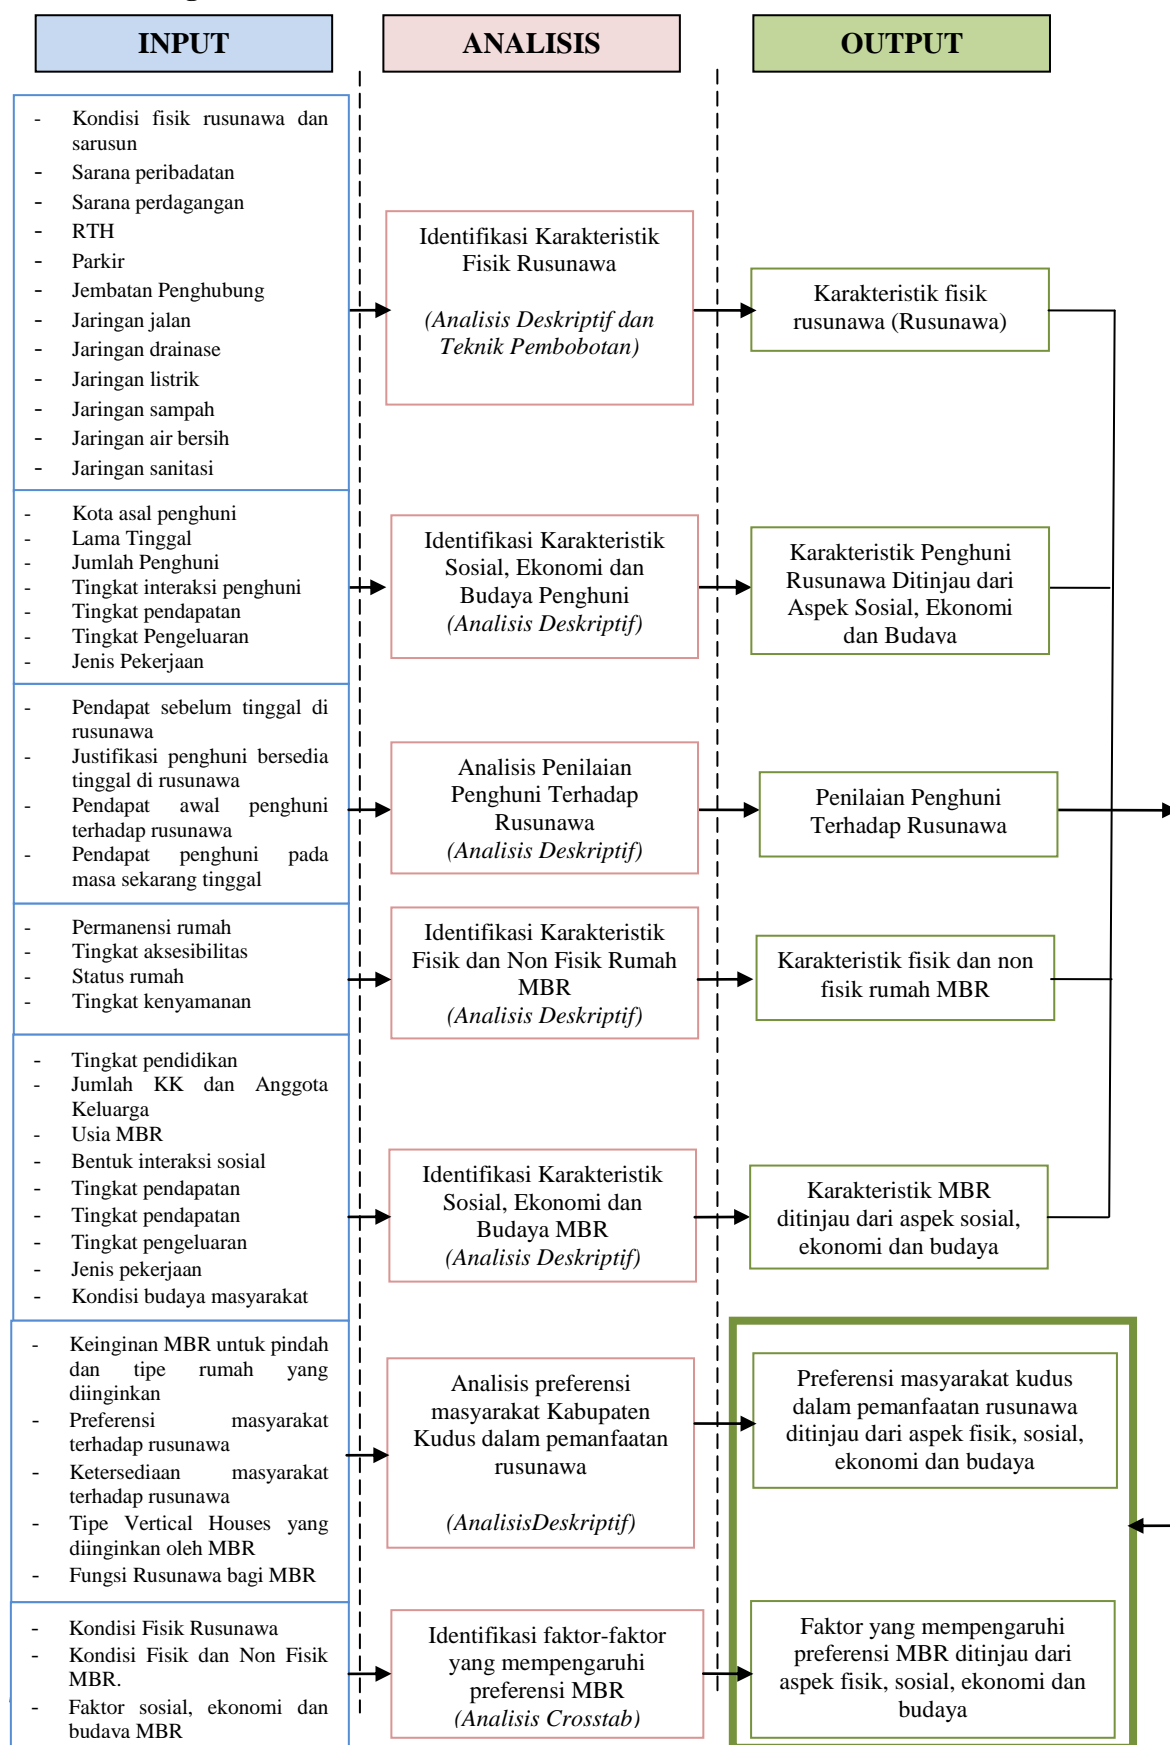 INPUT
ANALISIS
OUTPUT
- Kondisi fisik rusunawa dan
sarusun
- Sarana peribadatan
- Sarana perdagangan
- RTH
- Parkir
- Jembatan Penghubung
- Jaringan jalan
- Jaringan drainase
- Jaringan listrik
- Jaringan sampah
- Jaringan air bersih
- Jaringan sanitasi
Identifikasi Karakteristik
Fisik Rusunawa
(Analisis Deskriptif dan
Teknik Pembobotan)
Karakteristik fisik
rusunawa (Rusunawa)
- Kota asal penghuni
- Lama Tinggal
- Jumlah Penghuni
- Tingkat interaksi penghuni
- Tingkat pendapatan
- Tingkat Pengeluaran
- Jenis Pekerjaan
Identifikasi Karakteristik
Sosial, Ekonomi dan
Budaya Penghuni
(Analisis Deskriptif)
Karakteristik Penghuni
Rusunawa Ditinjau dari
Aspek Sosial, Ekonomi
dan Budaya
- Pendapat sebelum tinggal di
rusunawa
- Justifikasi penghuni bersedia
tinggal di rusunawa
- Pendapat awal penghuni
terhadap rusunawa
- Pendapat penghuni pada
masa sekarang tinggal
Analisis Penilaian
Penghuni Terhadap
Rusunawa
(Analisis Deskriptif)
Penilaian Penghuni
Terhadap Rusunawa
- Permanensi rumah
- Tingkat aksesibilitas
- Status rumah
- Tingkat kenyamanan
Identifikasi Karakteristik
Fisik dan Non Fisik Rumah
MBR
(Analisis Deskriptif)
Karakteristik fisik dan non
fisik rumah MBR
- Tingkat pendidikan
- Jumlah KK dan Anggota
Keluarga
- Usia MBR
- Bentuk interaksi sosial
- Tingkat pendapatan
- Tingkat pendapatan
- Tingkat pengeluaran
- Jenis pekerjaan
- Kondisi budaya masyarakat
Identifikasi Karakteristik
Sosial, Ekonomi dan
Budaya MBR
(Analisis Deskriptif)
Karakteristik MBR
ditinjau dari aspek sosial,
ekonomi dan budaya
- Keinginan MBR untuk pindah
dan tipe rumah yang
diinginkan
- Preferensi masyarakat
terhadap rusunawa
- Ketersediaan masyarakat
terhadap rusunawa
- Tipe Vertical Houses yang
diinginkan oleh MBR
- Fungsi Rusunawa bagi MBR
Analisis preferensi
masyarakat Kabupaten
Kudus dalam pemanfaatan
rusunawa
(AnalisisDeskriptif)
Preferensi masyarakat kudus
dalam pemanfaatan rusunawa
ditinjau dari aspek fisik, sosial,
ekonomi dan budaya
- Kondisi Fisik Rusunawa
- Kondisi Fisik dan Non Fisik
MBR.
- Faktor sosial, ekonomi dan
budaya MBR
Identifikasi faktor-faktor
yang mempengaruhi
preferensi MBR
(Analisis Crosstab)
Faktor yang mempengaruhi
preferensi MBR ditinjau dari
aspek fisik, sosial, ekonomi dan
budaya